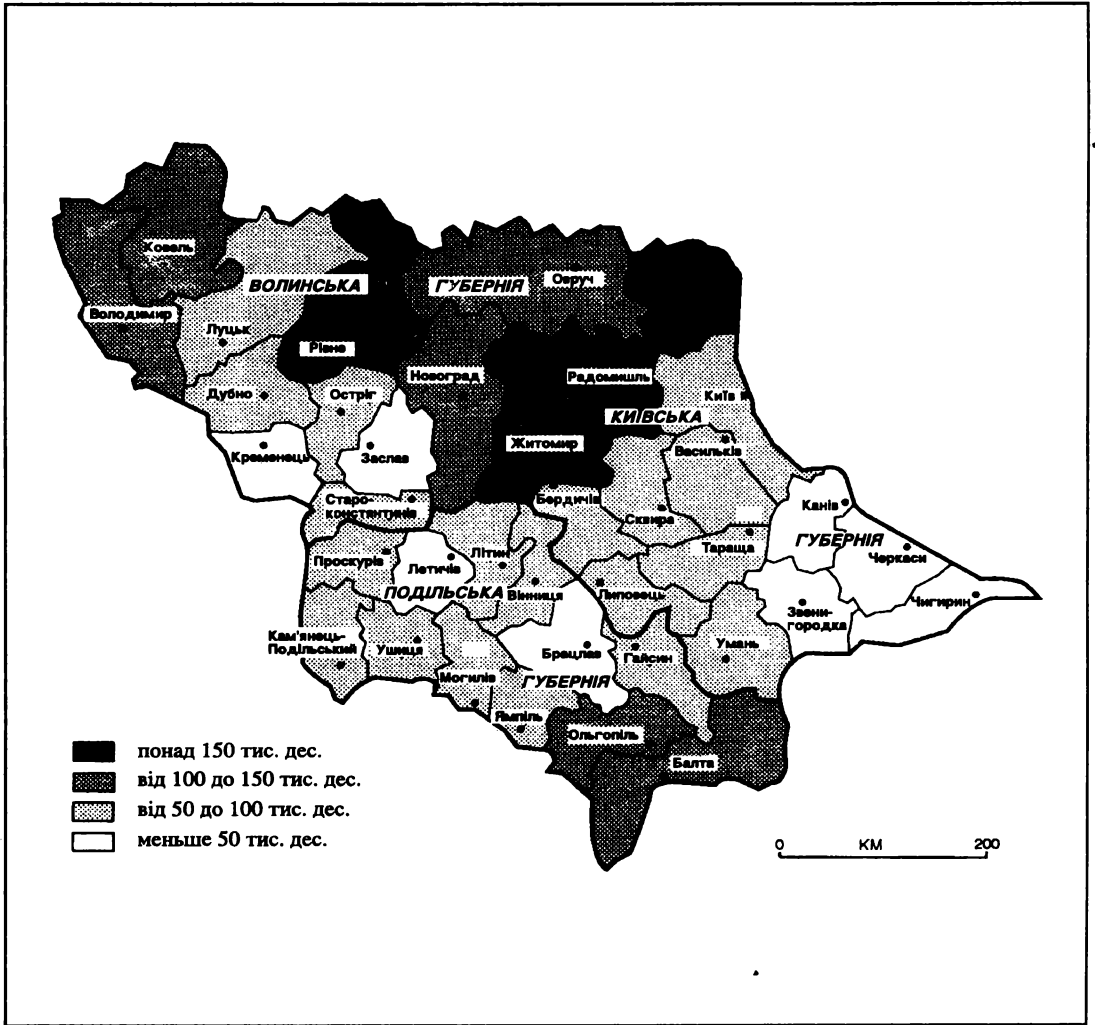 Ковель
ВОЛИНСЬКА
ГУБЕРНІЯ
Овруч
Володимир
Луцьк
Рівне
Новоград
Радомишль
Дубно
Остріг
Київ
КИЇВСЬКА
Житомир
Васильків
Кременець
Заслав
Старо-
константинів
Бердичів
Сквира
Канів
ГУБЕРНІЯ
Проскурів
Летичів
Літин
Тараща
Черкаси
ПОДІЛЬСЬКА
Вінниця
Липовець
Чигирин
Звени-
городка
Кам'янець-
Подільський
Ушиця
Брацлав
Гайсин
Умань
Могилів
ГУБЕРНІЯ
Ямпіль
Ольгопіль
Балта
понад 150 тис. дес.
від 100 до 150 тис. дес.
від 50 до 100 тис. дес.
меньше 50 тис. дес.
0 КМ 200